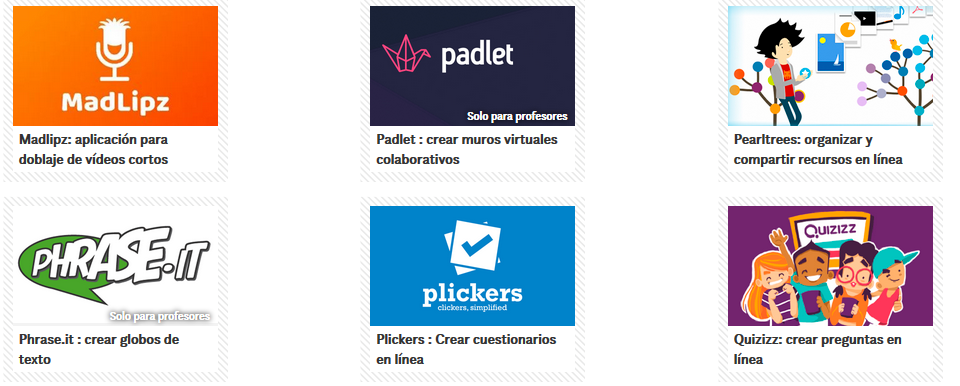 MADLIPZ
Madlipz: aplicación para
doblaje de vídeos cortos
padlet
Solo para profesores
Padlet : crear muros virtuales
colaborativos
Pearltrees: organizar y
compartir recursos en línea
PHRASE.IT
Solo para profesores
Phrase.it : crear globos de
texto
plickers
clickers, simplified
Plickers : Crear cuestionarios
en línea
QUIZIZZ
Quizizz: crear preguntas en
línea